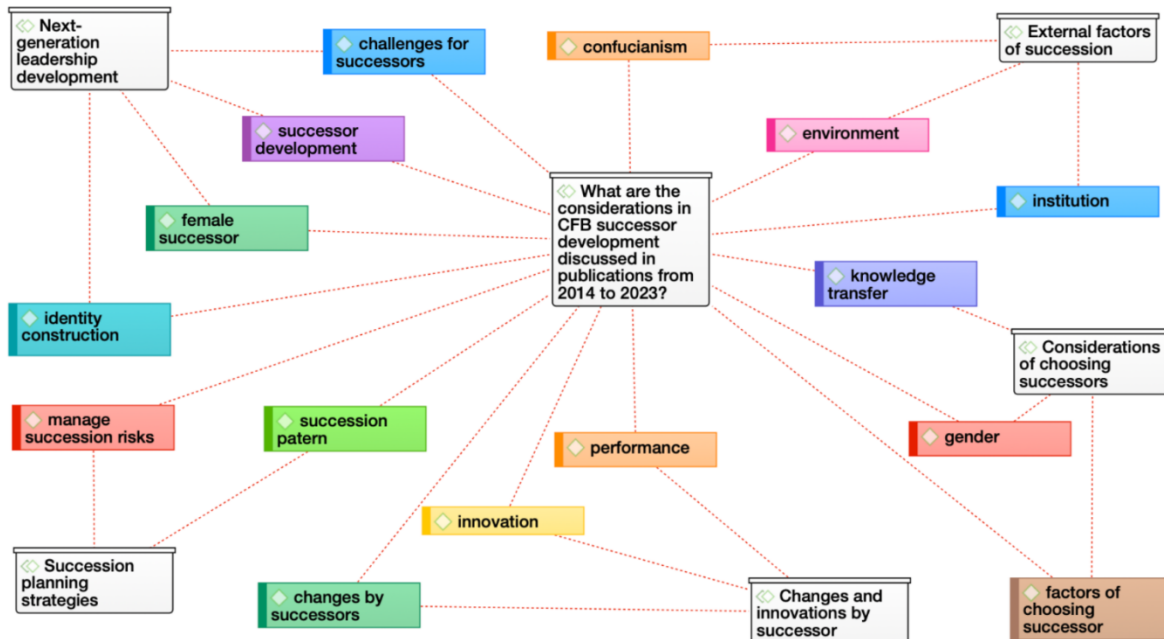 Next-
generation
leadership
development
challenges for
successors
confucianism
External factors
of succession
successor
development
environment
What are the
considerations in
CFB successor
development
discussed in
publications from
2014 to 2023?
institution
female
successor
knowledge
transfer
identity
construction
Considerations
of choosing
successors
manage
succession risks
succession
patern
performance
gender
innovation
Succession
planning
strategies
changes by
successors
Changes and
innovations by
successor
factors of
choosing
successor